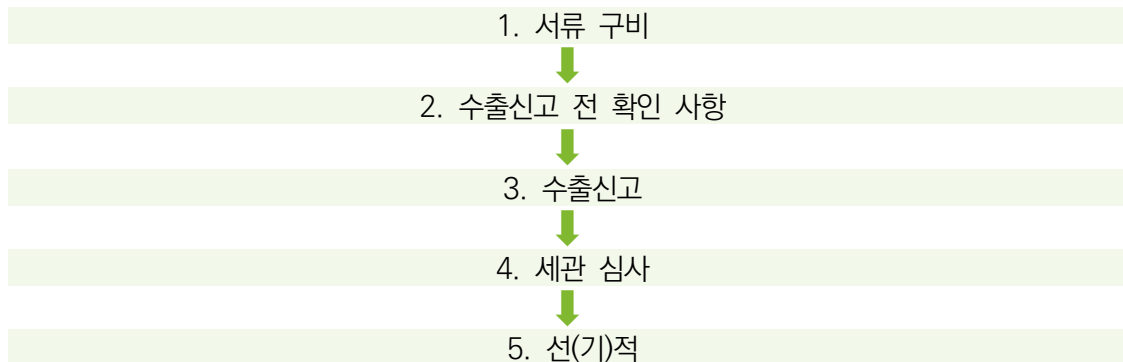 1. 서류 구비
2. 수출신고 전 확인 사항
3. 수출신고
4. 세관 심사
5. 선(기)적